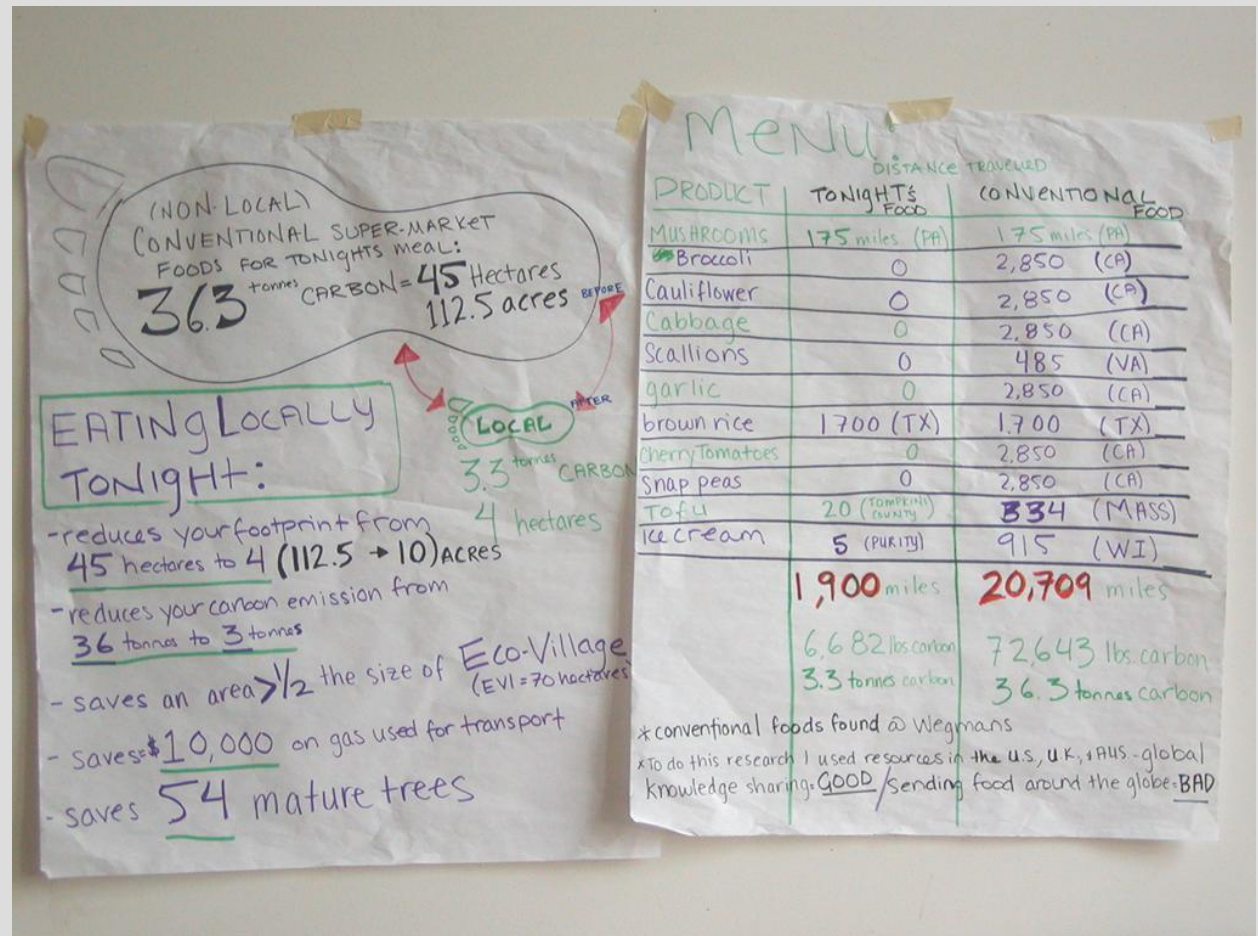 (NON-LOCAL)
CONVENTIONAL SUPER-MARKET
FOODS FOR TONIGHTS meal:
36.3 tonnes CARBON = 45 Hectares
112.5 acres
BEFORE
AFTER
LOCAL
3.3 tonnes CARBON
4 hectares
EATINg LOCALLY
TONIgHT:
- reduces your footprint from
45 hectares to 4 (112.5 → 10) ACRES
- reduces your carbon emission from
36 tonnes to 3 tonnes
- saves an area > 1/2 the size of Eco-Village
(EVI = 70 hectares)
- saves≈$10,000 on gas used for transport
- saves 54 mature trees
MeNU
DISTANCE TRAVELLED
PRODUCT TONIgHT's FOOD CONVENTIONAL FOOD
MUSHROOMS 175 miles (PA) 175 miles (PA)
Broccoli 0 2,850 (CA)
Cauliflower 0 2,850 (CA)
Cabbage 0 2,850 (CA)
Scallions 0 485 (VA)
garlic 0 2,850 (CA)
brown rice 1700 (TX) 1,700 (TX)
Cherry Tomatoes 0 2,850 (CA)
Snap peas 0 2,850 (CA)
TOFU 20 (TOMPKINS COUNTY) 334 (MASS)
Ice cream 5 (PURITY) 915 (WI)
1,900 miles 20,709 miles
6,682 lbs. carbon 72,643 lbs. carbon
3.3 tonnes carbon 36.3 tonnes carbon
* conventional foods found @ Wegmans
* To do this research I used resources in the U.S, U.K, & AUS - global
knowledge sharing = GOOD / sending food around the globe = BAD